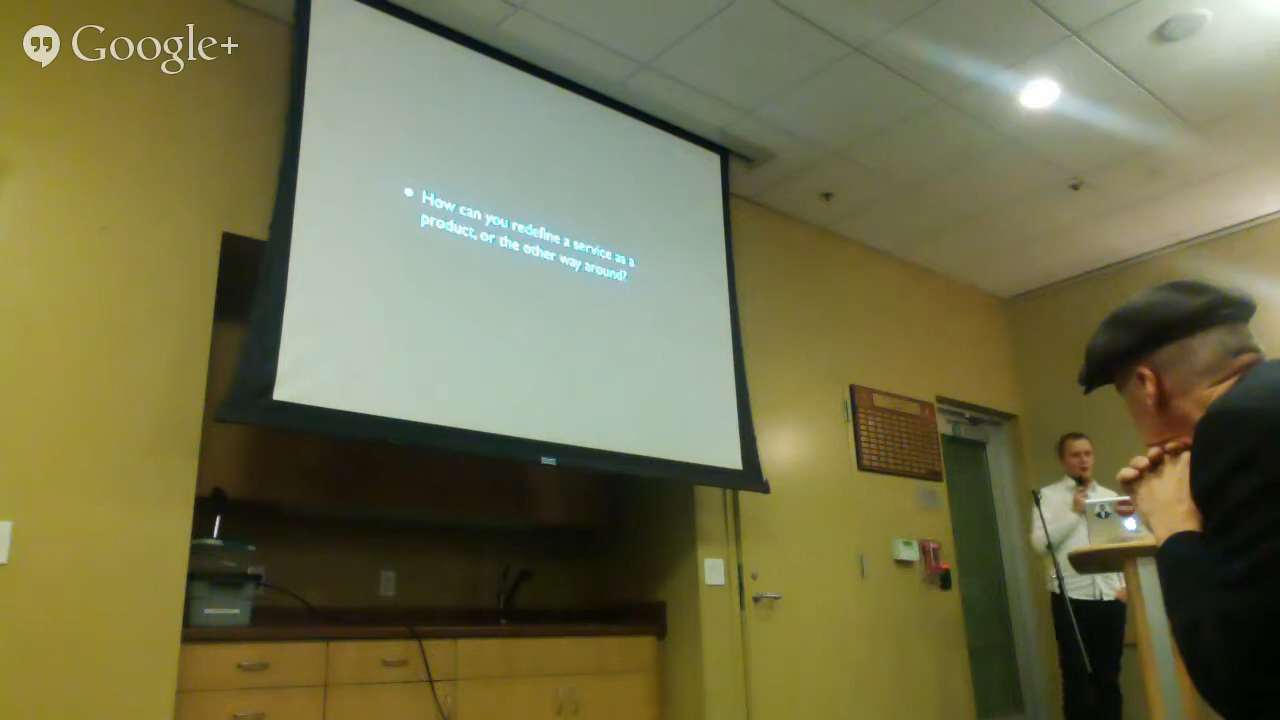 Google+
• How can you redefine a service as a
product, or the other way around?